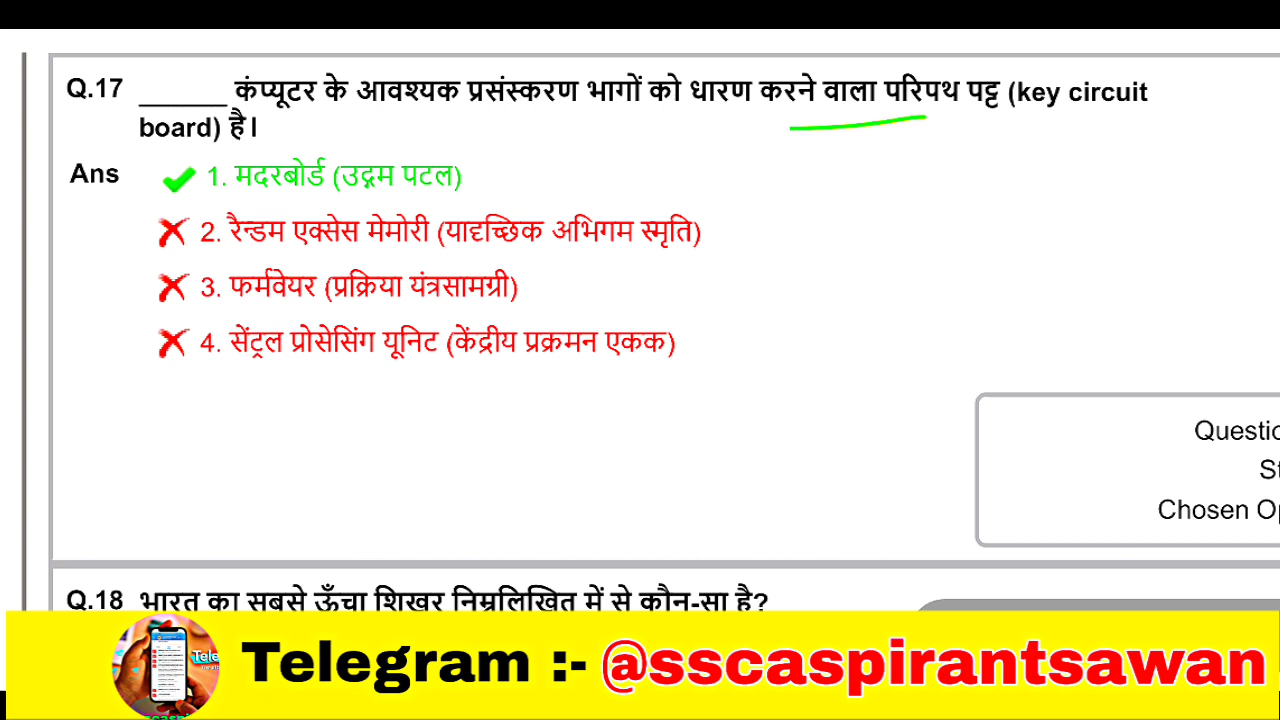 Q.17 ______ कंप्यूटर के आवश्यक प्रसंस्करण भागों को धारण करने वाला परिपथ पट्ट (key circuit
board) है।
Ans 1. मदरबोर्ड (उद्गम पटल)
2. रैन्डम एक्सेस मेमोरी (यादृच्छिक अभिगम स्मृति)
3. फर्मवेयर (प्रक्रिया यंत्रसामग्री)
4. सेंट्रल प्रोसेसिंग यूनिट (केंद्रीय प्रक्रमन एकक)
Chosen
Q.18 भारत का सबसे ऊँचा शिखर निम्नलिखित में से कौन-सा है?
Telegram :- @sscaspirantsawan